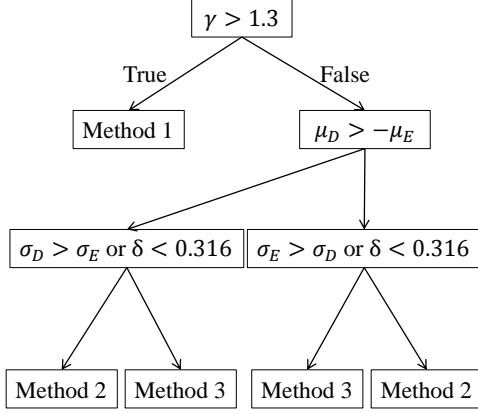 γ > 1.3
True
False
Method 1
μ_D > −μ_E
σ_D > σ_E or δ < 0.316
σ_E > σ_D or δ < 0.316
Method 2
Method 3
Method 3
Method 2